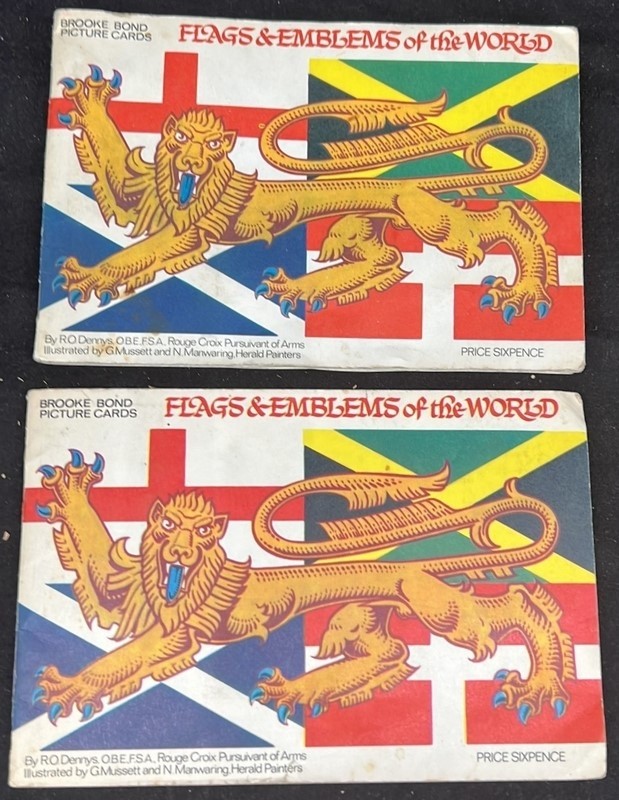 BROOKE BOND
PICTURE CARDS
FLAGS & EMBLEMS of the WORLD
By R.O. Dennys, O.B.E., F.S.A., Rouge Croix Pursuivant of Arms
Illustrated by G. Mussett and N. Manwaring, Herald Painters
PRICE SIXPENCE
BROOKE BOND
PICTURE CARDS
FLAGS & EMBLEMS of the WORLD
By R.O. Dennys, O.B.E., F.S.A., Rouge Croix Pursuivant of Arms
Illustrated by G. Mussett and N. Manwaring, Herald Painters
PRICE SIXPENCE